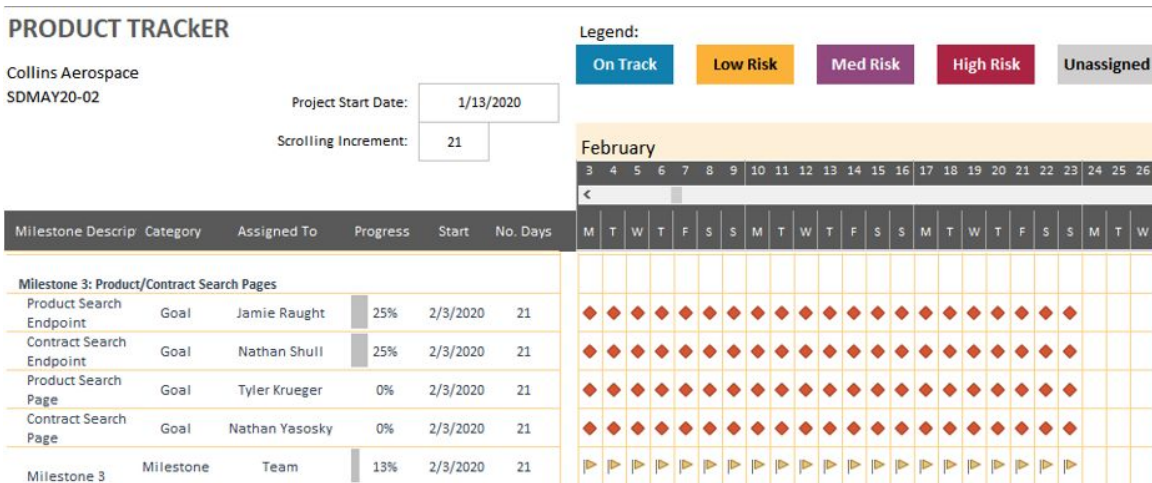 PRODUCT TRACkER
Legend:
On Track Low Risk Med Risk High Risk Unassigned
Collins Aerospace
SDMAY20-02
Project Start Date: 1/13/2020
Scrolling Increment: 21
February
3 4 5 6 7 8 9 10 11 12 13 14 15 16 17 18 19 20 21 22 23 24 25 26
Milestone Descrip Category Assigned To Progress Start No. Days M T W T F S S M T W T F S S M T W T F S S M T W
Milestone 3: Product/Contract Search Pages
Product Search
Endpoint Goal Jamie Raught 25% 2/3/2020 21
Contract Search
Endpoint Goal Nathan Shull 25% 2/3/2020 21
Product Search
Page Goal Tyler Krueger 0% 2/3/2020 21
Contract Search
Page Goal Nathan Yasosky 0% 2/3/2020 21
Milestone 3 Milestone Team 13% 2/3/2020 21